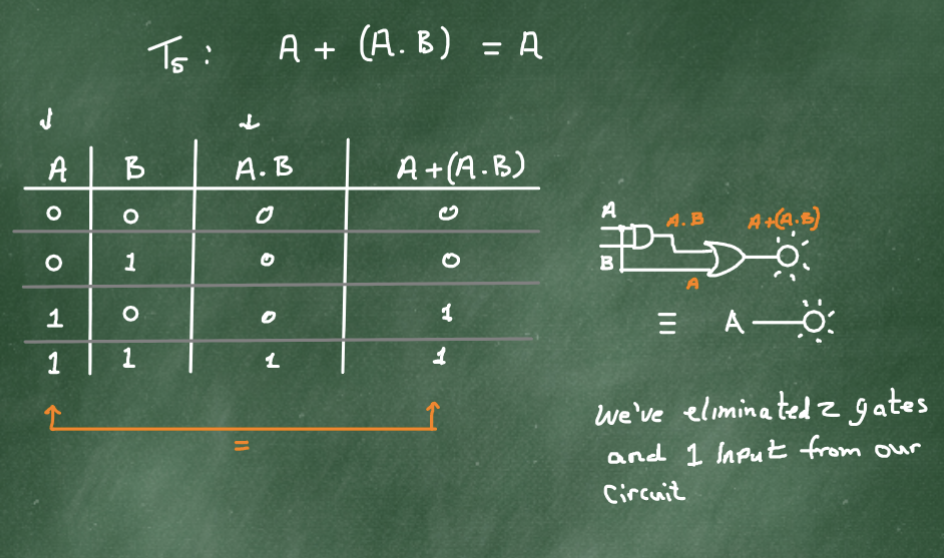 T5: A + (A.B) = A
A B A.B A+(A.B)
0 0 0 0
0 1 0 0
1 0 0 1
1 1 1 1
=
A A.B A+(A.B)
B A
≡ A
We've eliminated 2 gates
and 1 Input from our
Circuit